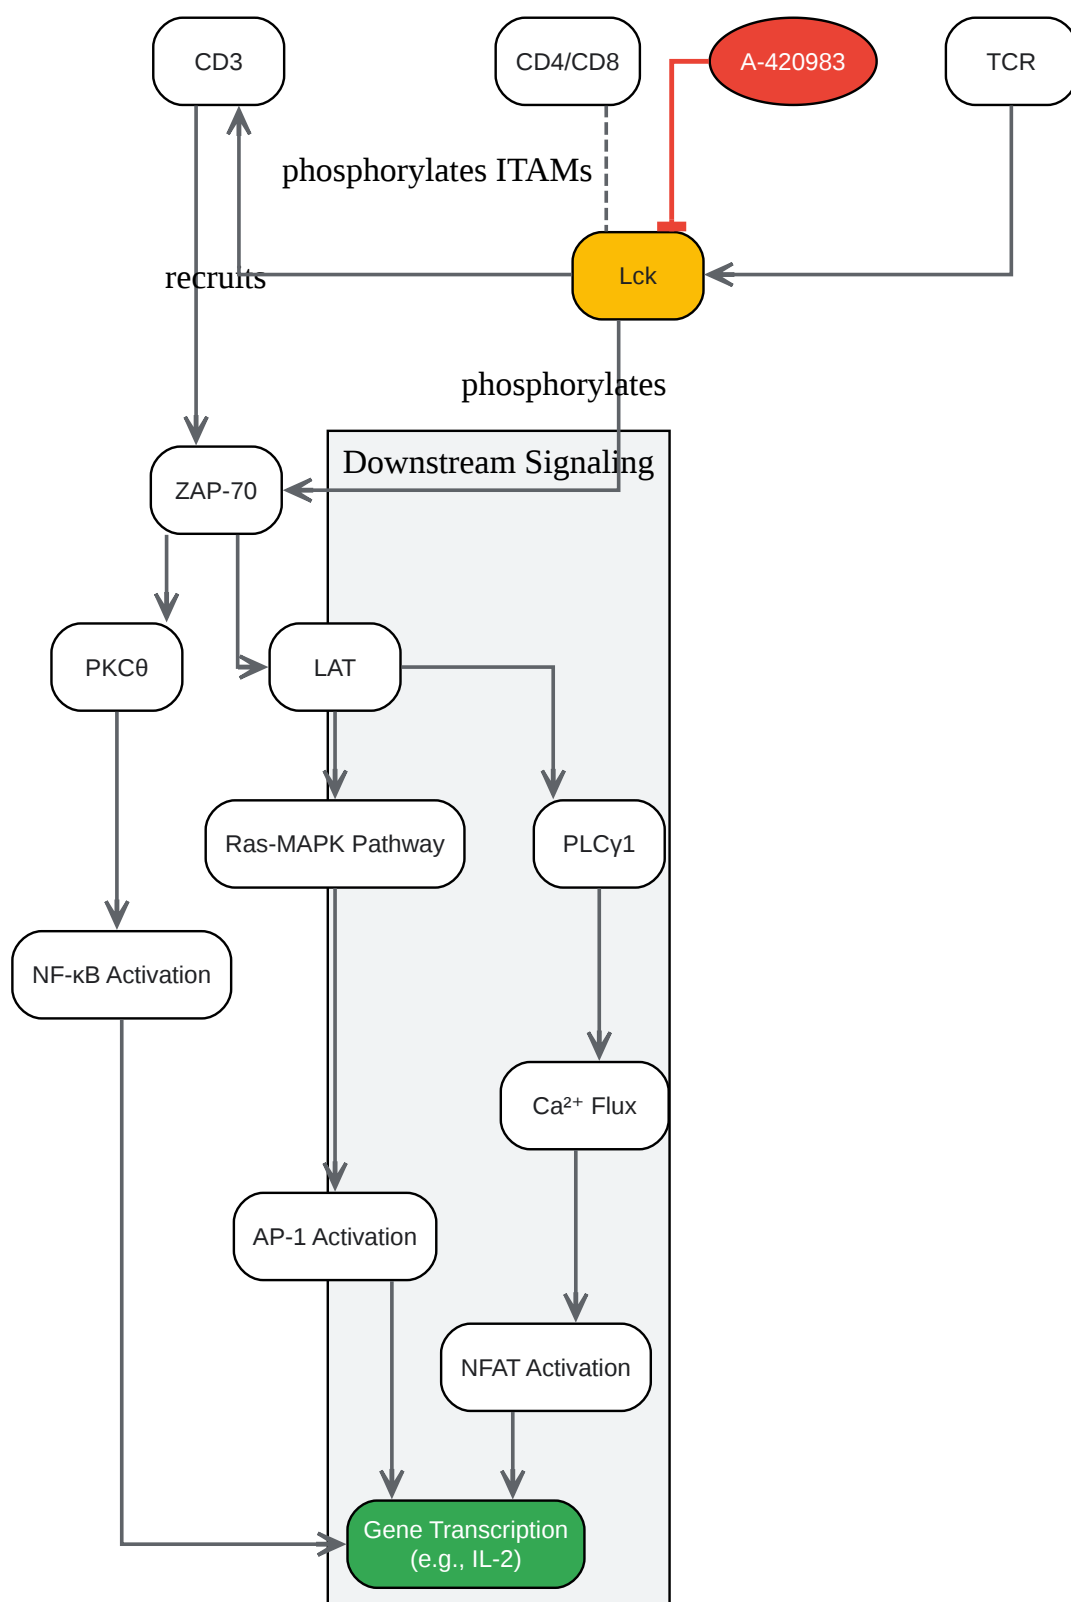 CD3
CD4/CD8
A-420983
TCR
phosphorylates ITAMs
recruits
Lck
phosphorylates
Downstream Signaling
ZAP-70
PKCθ
LAT
Ras-MAPK Pathway
PLCγ1
NF-κB Activation
Ca²⁺ Flux
AP-1 Activation
NFAT Activation
Gene Transcription
(e.g., IL-2)